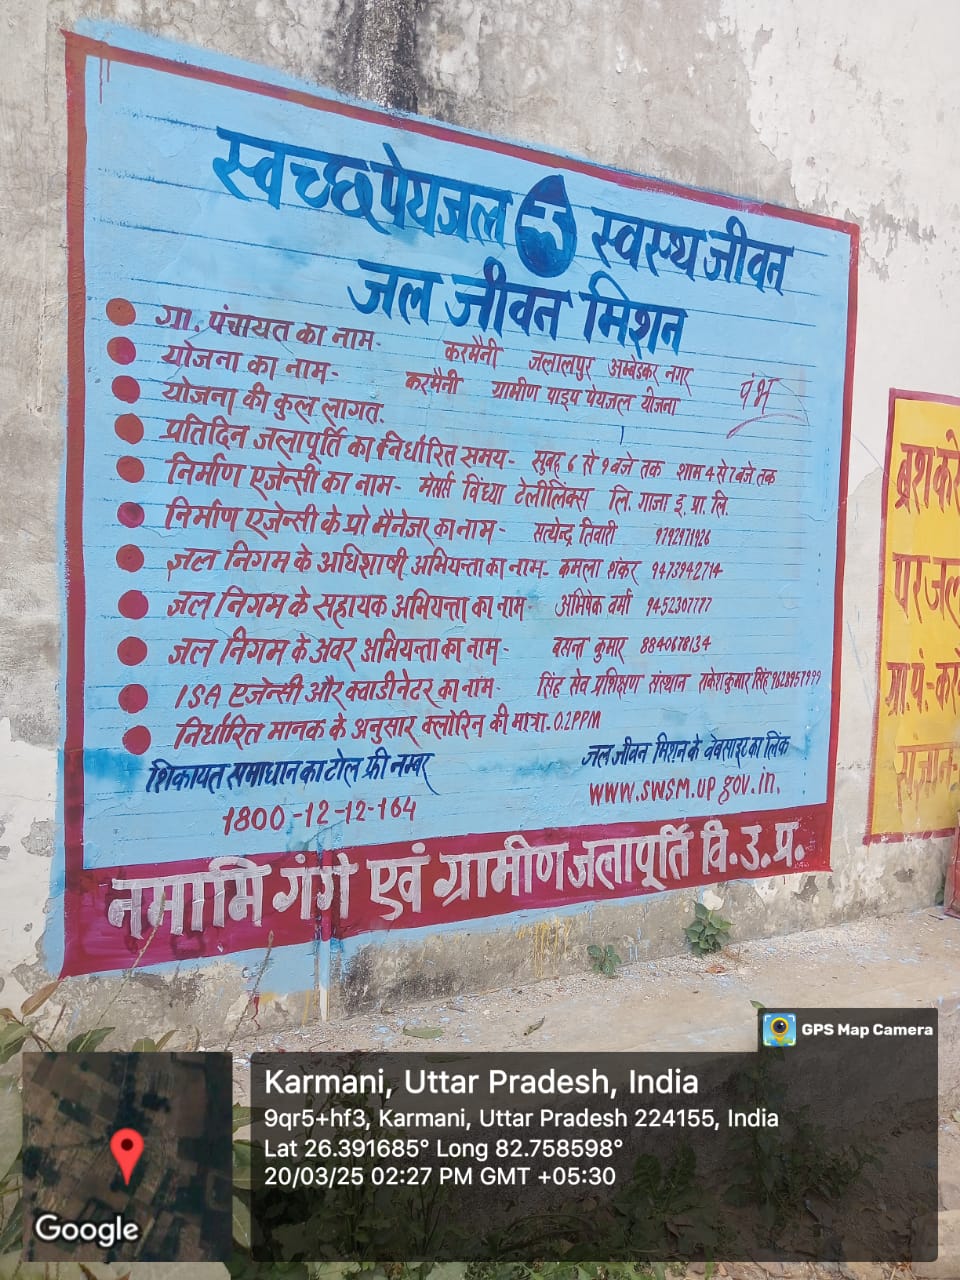 स्वच्छ पेयजल स्वस्थ जीवन
जल जीवन मिशन
ग्रा. पंचायत का नाम- करमैनी जलालपुर अम्बेडकर नगर
योजना का नाम- करमैनी ग्रामीण पाइप पेयजल योजना
योजना की कुल लागत.
प्रतिदिन जलापूर्ति का निर्धारित समय- सुबह 6 से 9 बजे तक शाम 4 से 7 बजे तक
निर्माण एजेन्सी का नाम- मेसर्स विंध्या टेलीलिंक्स लि. गाजा इ. प्रा. लि.
निर्माण एजेन्सी के प्रो मैनेजर का नाम- सत्येन्द्र तिवारी 9792971926
जल निगम के अधिशाषी अभियन्ता का नाम- कमला शंकर 9473942714
जल निगम के सहायक अभियन्ता का नाम- अभिषेक वर्मा 9452307777
जल निगम के अवर अभियन्ता का नाम- बसन्त कुमार 8840678134
ISA एजेन्सी और क्वाडीनेटर का नाम- सिंह सेव प्रशिक्षण संस्थान राकेश कुमार सिंह
निर्धारित मानक के अनुसार क्लोरिन की मात्रा. 0.2PPM
शिकायत समाधान का टोल फ्री नम्बर
1800-12-12-164
जल जीवन मिशन के वेबसाइट का लिंक
www.swsm.up gov.in.
नमामि गंगे एवं ग्रामीण जलापूर्ति वि. उ. प्र.
ब्रश करे
पर जल
ग्रा. पं.- कर
GPS Map Camera
Karmani, Uttar Pradesh, India
9qr5+hf3, Karmani, Uttar Pradesh 224155, India
Lat 26.391685° Long 82.758598°
20/03/25 02:27 PM GMT +05:30
Google